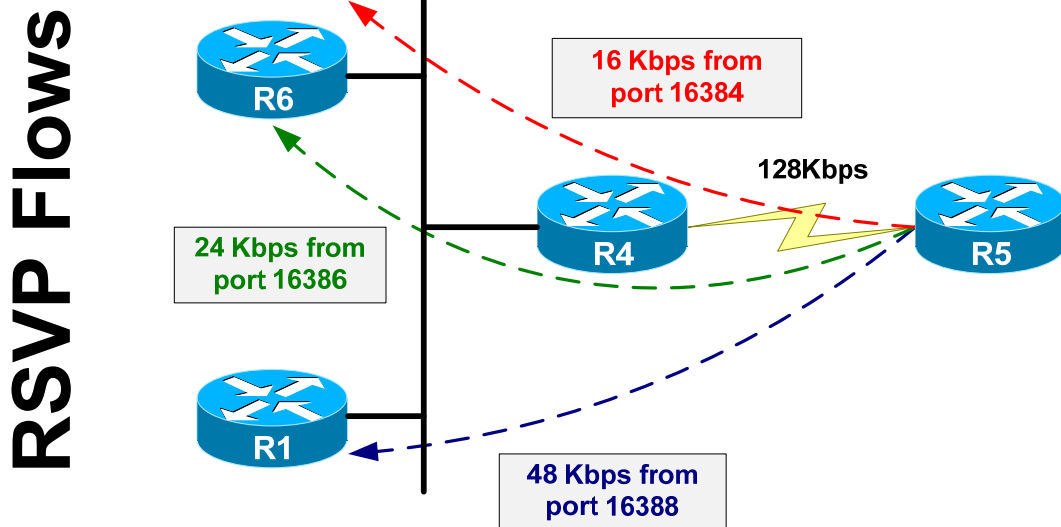 RSVP Flows
R6
16 Kbps from
port 16384
128Kbps
R4
R5
24 Kbps from
port 16386
R1
48 Kbps from
port 16388